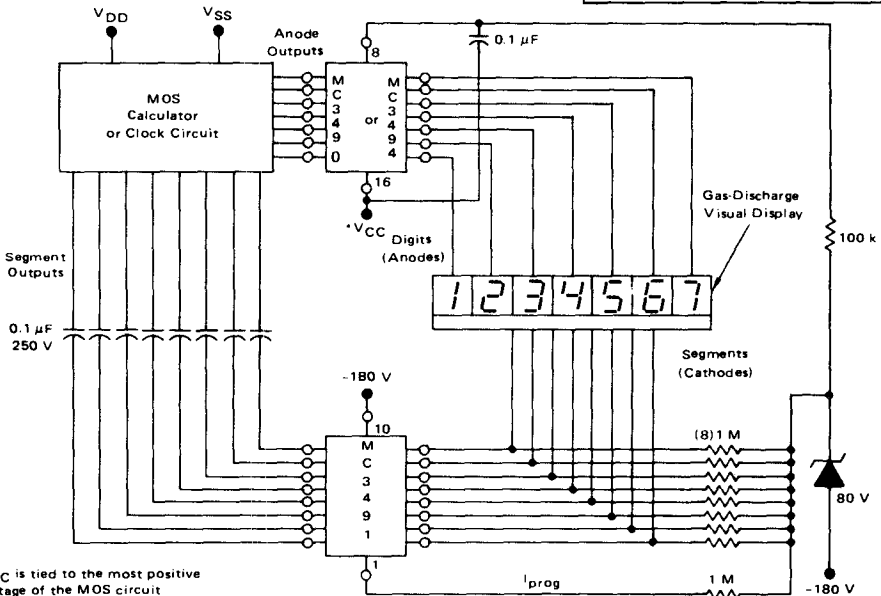 VDD
VSS
Anode
Outputs
8
0.1 μF
MOS
Calculator
or Clock Circuit
M
C
3
4
9
0
or
M
C
3
4
9
4
16
*VCC
Digits
(Anodes)
Gas-Discharge
Visual Display
100 k
Segment
Outputs
1 2 3 4 5 6 7
0.1 μF
250 V
Segments
(Cathodes)
-180 V
10
M
C
3
4
9
1
(8) 1 M
80 V
1
Iprog
1 M
-180 V
C is tied to the most positive
tage of the MOS circuit